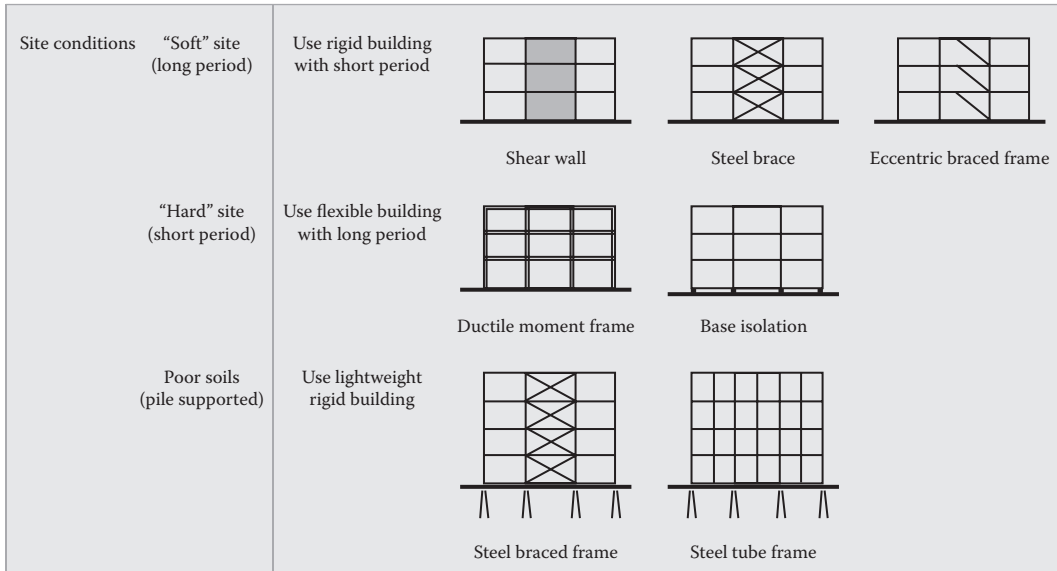 Site conditions
“Soft” site
(long period)
Use rigid building
with short period
Shear wall
Steel brace
Eccentric braced frame
“Hard” site
(short period)
Use flexible building
with long period
Ductile moment frame
Base isolation
Poor soils
(pile supported)
Use lightweight
rigid building
Steel braced frame
Steel tube frame